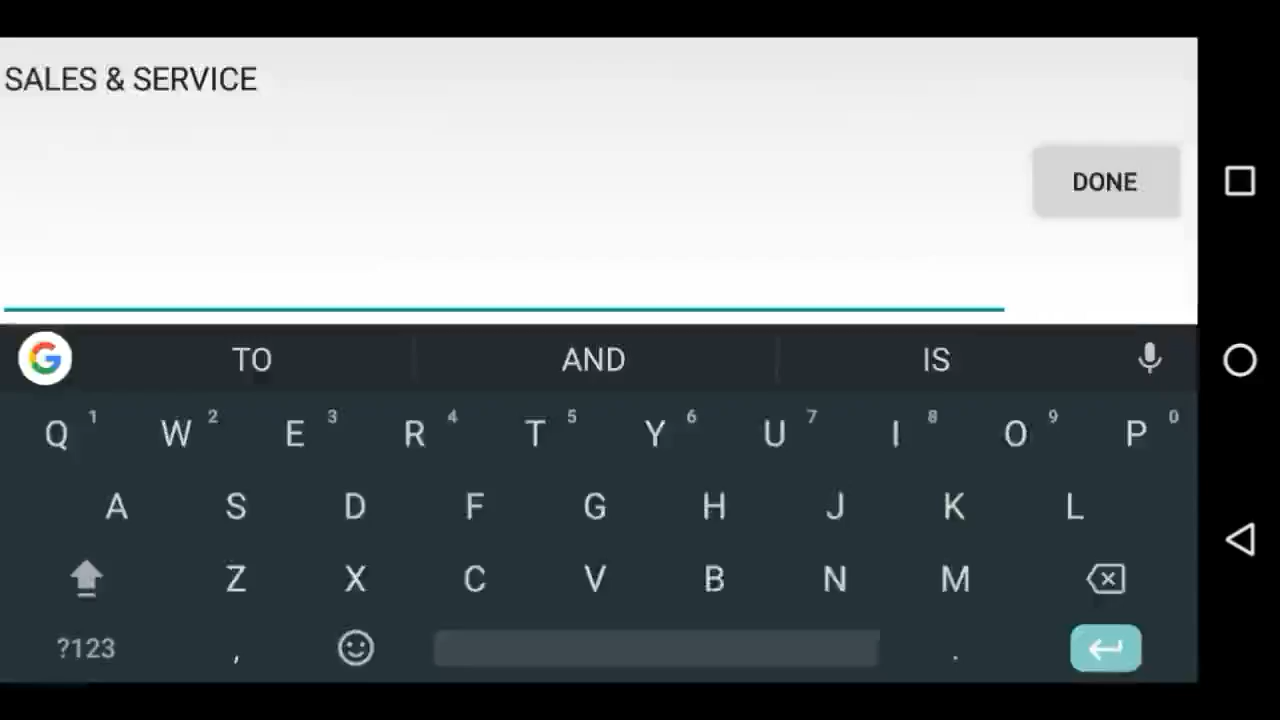 SALES & SERVICE
DONE
TO AND IS
Q 1 W 2 E 3 R 4 T 5 Y 6 U 7 I 8 O 9 P 0
A S D F G H J K L
Z X C V B N M
?123 , .